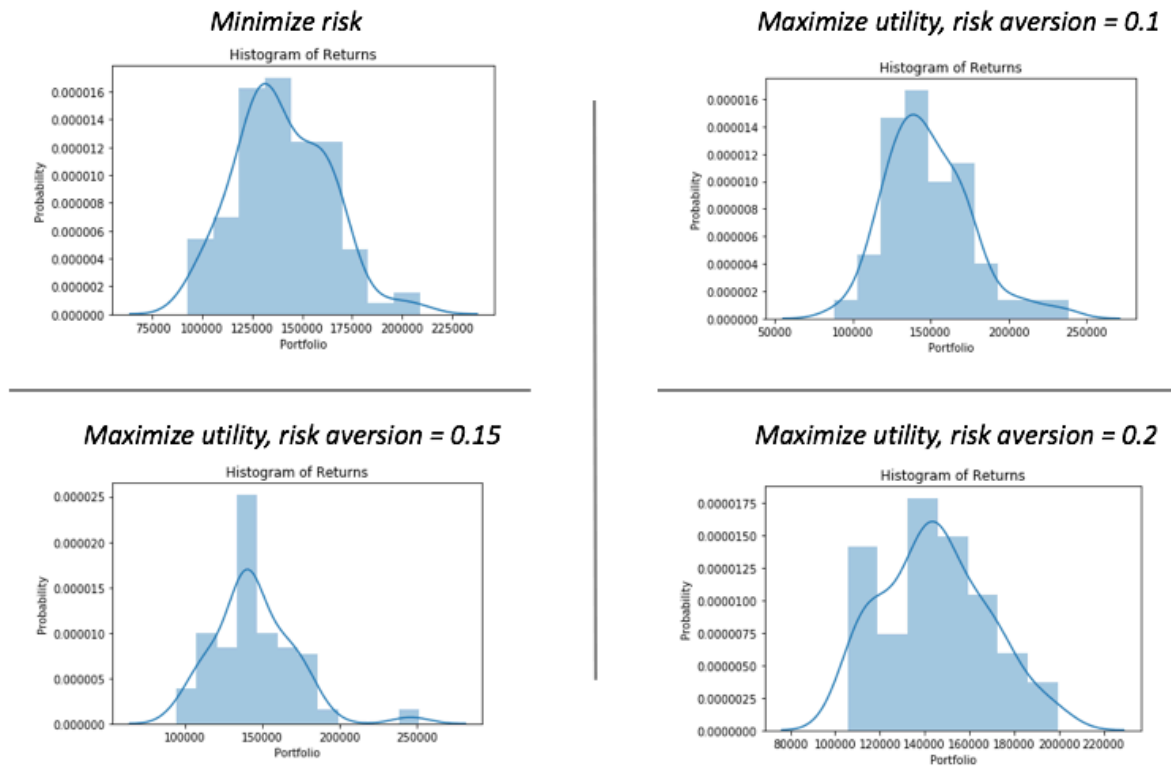 Minimize risk
Histogram of Returns
0.000016
0.000014
0.000012
0.000010
0.000008
0.000006
0.000004
0.000002
0.000000
Probability
75000 100000 125000 150000 175000 200000 225000
Portfolio
Maximize utility, risk aversion = 0.1
Histogram of Returns
0.000016
0.000014
0.000012
0.000010
0.000008
0.000006
0.000004
0.000002
0.000000
Probability
50000 100000 150000 200000 250000
Portfolio
Maximize utility, risk aversion = 0.15
Histogram of Returns
0.000025
0.000020
0.000015
0.000010
0.000005
0.000000
Probability
100000 150000 200000 250000
Portfolio
Maximize utility, risk aversion = 0.2
Histogram of Returns
0.0000175
0.0000150
0.0000125
0.0000100
0.0000075
0.0000050
0.0000025
0.0000000
Probability
80000 100000 120000 140000 160000 180000 200000 220000
Portfolio